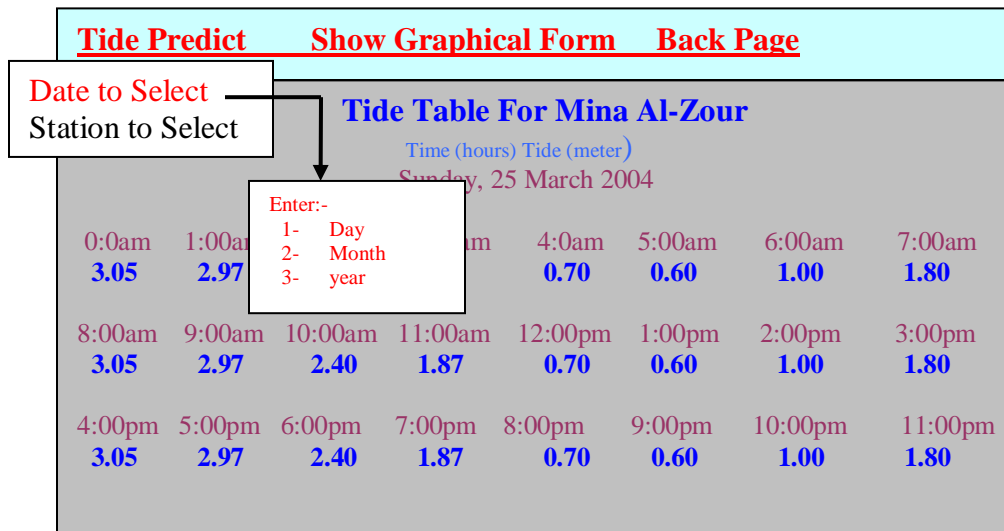 Tide Predict Show Graphical Form Back Page
Date to Select
Station to Select
Tide Table For Mina Al-Zour
Time (hours) Tide (meter)
Sunday, 25 March 2004
Enter:-
1- Day
2- Month
3- year
0:0am 4:0am 5:00am 6:00am 7:00am
3.05 2.97 0.70 0.60 1.00 1.80
8:00am 9:00am 10:00am 11:00am 12:00pm 1:00pm 2:00pm 3:00pm
3.05 2.97 2.40 1.87 0.70 0.60 1.00 1.80
4:00pm 5:00pm 6:00pm 7:00pm 8:00pm 9:00pm 10:00pm 11:00pm
3.05 2.97 2.40 1.87 0.70 0.60 1.00 1.80